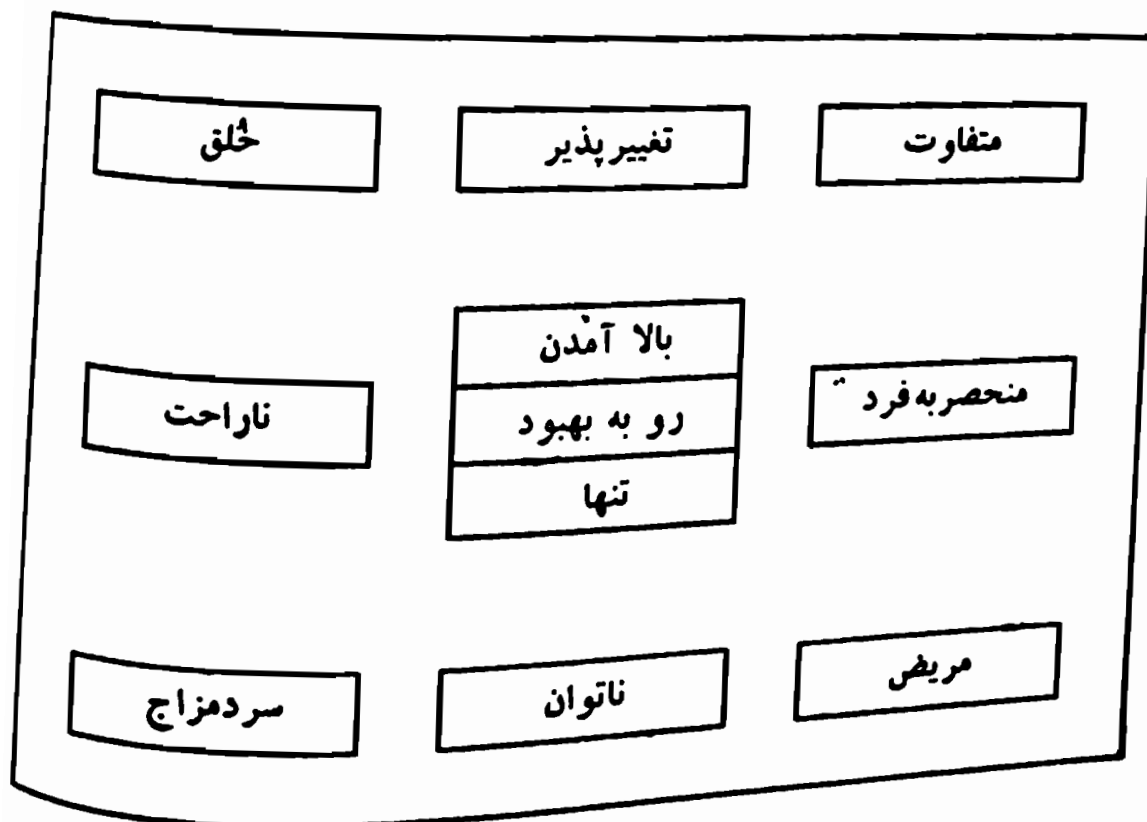 متفاوت
تغییرپذیر
خُلق
منحصربه‌فرد
بالا آمدن
رو به بهبود
تنها
ناراحت
مریض
ناتوان
سردمزاج